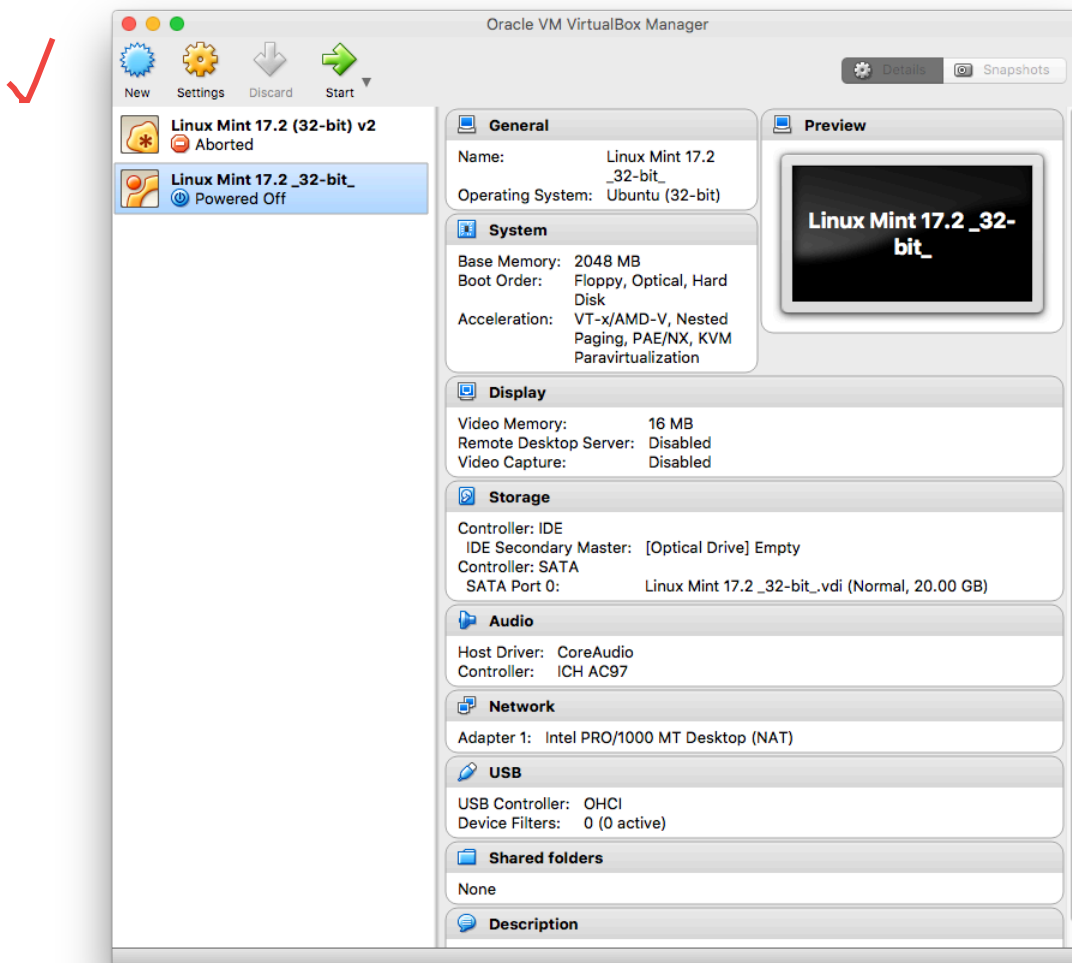 Oracle VM VirtualBox Manager
New
Settings
Discard
Start
Details
Snapshots
Linux Mint 17.2 (32-bit) v2
Aborted
Linux Mint 17.2 _32-bit_
Powered Off
General
Name: Linux Mint 17.2
_32-bit_
Operating System: Ubuntu (32-bit)
Preview
Linux Mint 17.2 _32-
bit_
System
Base Memory: 2048 MB
Boot Order: Floppy, Optical, Hard
Disk
Acceleration: VT-x/AMD-V, Nested
Paging, PAE/NX, KVM
Paravirtualization
Display
Video Memory: 16 MB
Remote Desktop Server: Disabled
Video Capture: Disabled
Storage
Controller: IDE
IDE Secondary Master: [Optical Drive] Empty
Controller: SATA
SATA Port 0: Linux Mint 17.2 _32-bit_.vdi (Normal, 20.00 GB)
Audio
Host Driver: CoreAudio
Controller: ICH AC97
Network
Adapter 1: Intel PRO/1000 MT Desktop (NAT)
USB
USB Controller: OHCI
Device Filters: 0 (0 active)
Shared folders
None
Description